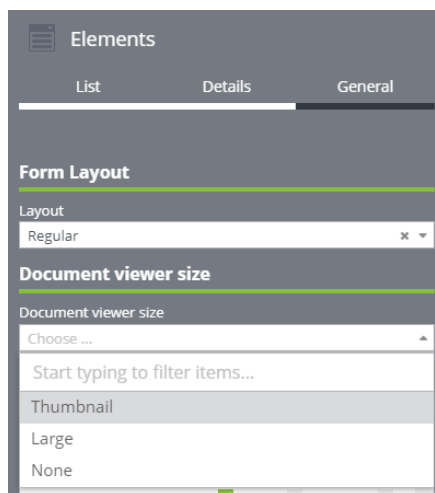 Elements
List Details General
Form Layout
Layout
Regular
Document viewer size
Document viewer size
Choose ...
Start typing to filter items...
Thumbnail
Large
None